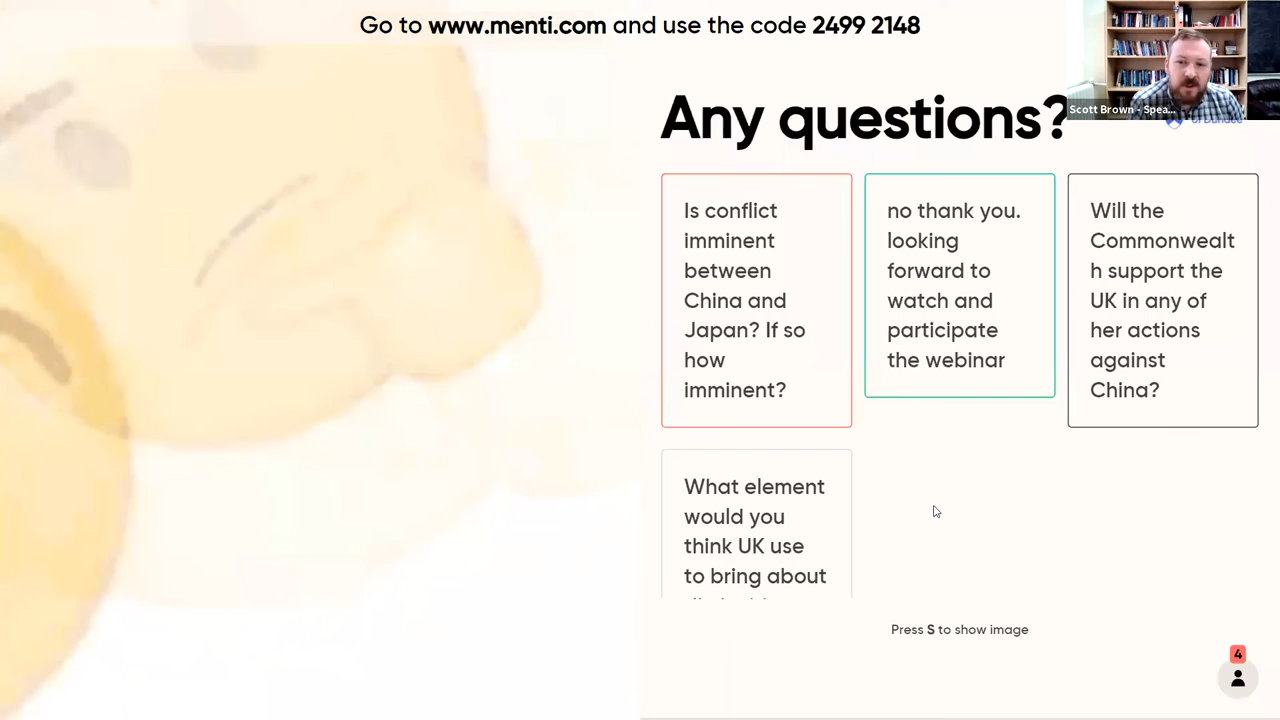 Go to www.menti.com and use the code 2499 2148
Scott Brown - Spea...
of Dundee
Any questions?
Is conflict
imminent
between
China and
Japan? If so
how
imminent?
no thank you.
looking
forward to
watch and
participate
the webinar
Will the
Commonwealt
h support the
UK in any of
her actions
against
China?
What element
would you
think UK use
to bring about
Press S to show image
4